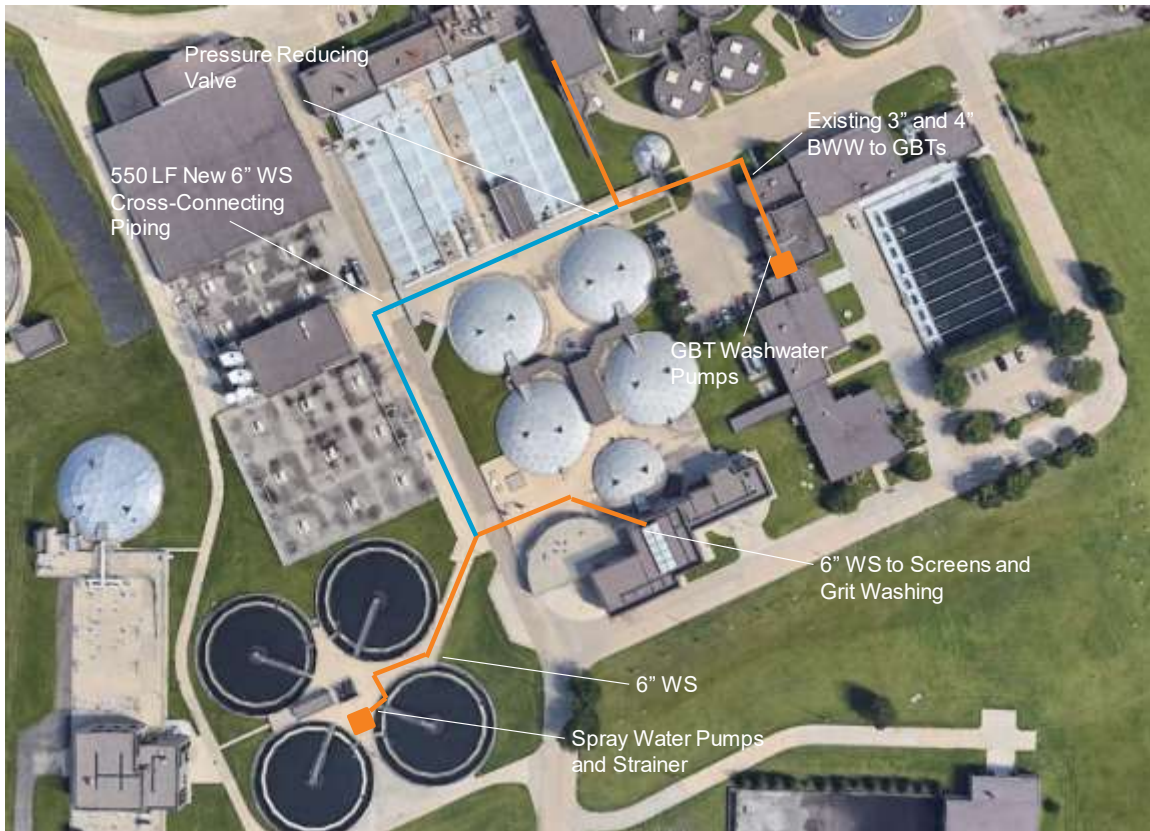 Pressure Reducing
Valve
Existing 3” and 4”
BWW to GBTs
550 LF New 6” WS
Cross-Connecting
Piping
GBT Washwater
Pumps
6” WS to Screens and
Grit Washing
6” WS
Spray Water Pumps
and Strainer